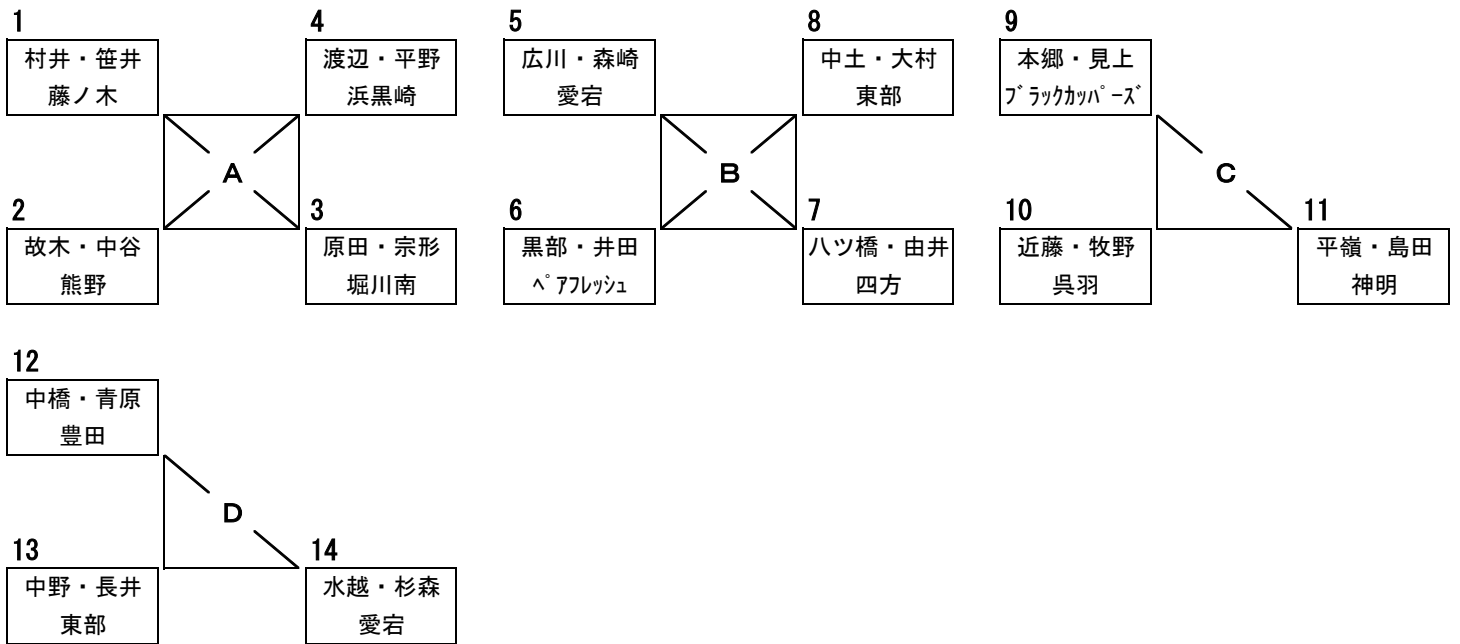 1
村井・笹井
藤ノ木
4
渡辺・平野
浜黒崎
A
2
故木・中谷
熊野
3
原田・宗形
堀川南
5
広川・森崎
愛宕
8
中土・大村
東部
B
6
黒部・井田
ﾍﾟｱﾌﾚｯｼｭ
7
八ツ橋・由井
四方
9
本郷・見上
ﾌﾞﾗｯｸｶｯﾊﾟｰｽﾞ
C
10
近藤・牧野
呉羽
11
平嶺・島田
神明
12
中橋・青原
豊田
D
13
中野・長井
東部
14
水越・杉森
愛宕